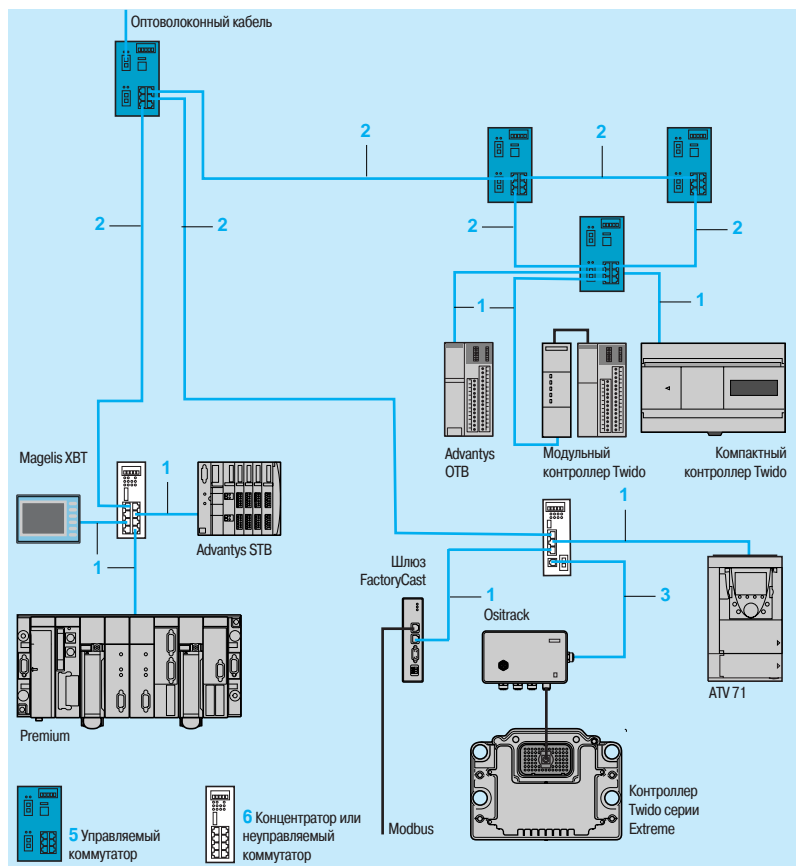 Оптоволоконный кабель
2
2
2
2
2
2
1
1
Advantys
OTB
Модульный
контроллер Twido
Компактный
контроллер Twido
Magelis XBT
1
Advantys STB
1
1
Шлюз
FactoryCast
1
3
Ositrack
ATV 71
Premium
Контроллер
Twido серии
Extreme
Modbus
5 Управляемый
коммутатор
6 Концентратор или
неуправляемый
коммутатор